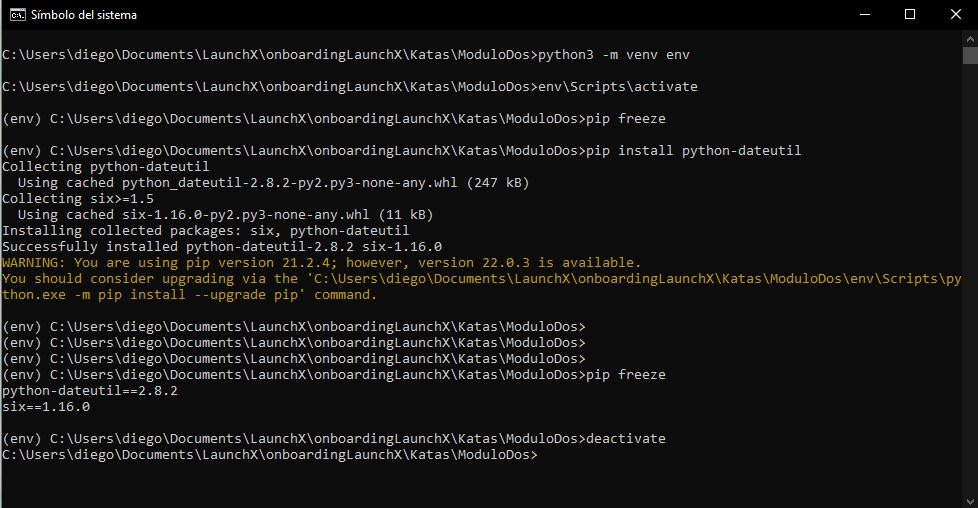 Símbolo del sistema
C:\Users\diego\Documents\LaunchX\onboardingLaunchX\Katas\ModuloDos>python3 -m venv env
C:\Users\diego\Documents\LaunchX\onboardingLaunchX\Katas\ModuloDos>env\Scripts\activate
(env) C:\Users\diego\Documents\LaunchX\onboardingLaunchX\Katas\ModuloDos>pip freeze
(env) C:\Users\diego\Documents\LaunchX\onboardingLaunchX\Katas\ModuloDos>pip install python-dateutil
Collecting python-dateutil
  Using cached python_dateutil-2.8.2-py2.py3-none-any.whl (247 kB)
Collecting six>=1.5
  Using cached six-1.16.0-py2.py3-none-any.whl (11 kB)
Installing collected packages: six, python-dateutil
Successfully installed python-dateutil-2.8.2 six-1.16.0
WARNING: You are using pip version 21.2.4; however, version 22.0.3 is available.
You should consider upgrading via the 'C:\Users\diego\Documents\LaunchX\onboardingLaunchX\Katas\ModuloDos\env\Scripts\py
thon.exe -m pip install --upgrade pip' command.
(env) C:\Users\diego\Documents\LaunchX\onboardingLaunchX\Katas\ModuloDos>
(env) C:\Users\diego\Documents\LaunchX\onboardingLaunchX\Katas\ModuloDos>
(env) C:\Users\diego\Documents\LaunchX\onboardingLaunchX\Katas\ModuloDos>
(env) C:\Users\diego\Documents\LaunchX\onboardingLaunchX\Katas\ModuloDos>pip freeze
python-dateutil==2.8.2
six==1.16.0
(env) C:\Users\diego\Documents\LaunchX\onboardingLaunchX\Katas\ModuloDos>deactivate
C:\Users\diego\Documents\LaunchX\onboardingLaunchX\Katas\ModuloDos>